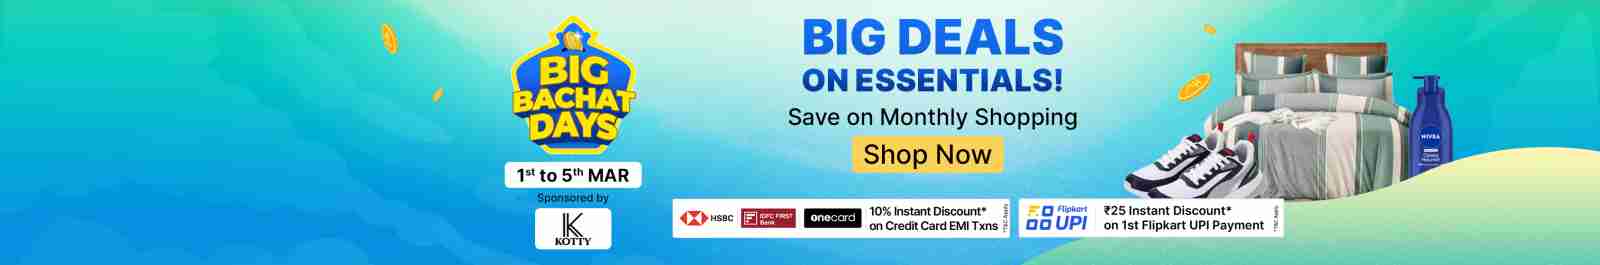 BIG
BACHAT
DAYS
1st to 5th MAR
Sponsored by
K
KOTTY
BIG DEALS
ON ESSENTIALS!
Save on Monthly Shopping
Shop Now
HSBC
IDFC FIRST
Bank
onecard
10% Instant Discount*
on Credit Card EMI Txns
*T&C Apply
Flipkart
UPI
₹25 Instant Discount*
on 1st Flipkart UPI Payment
*T&C Apply
NIVEA